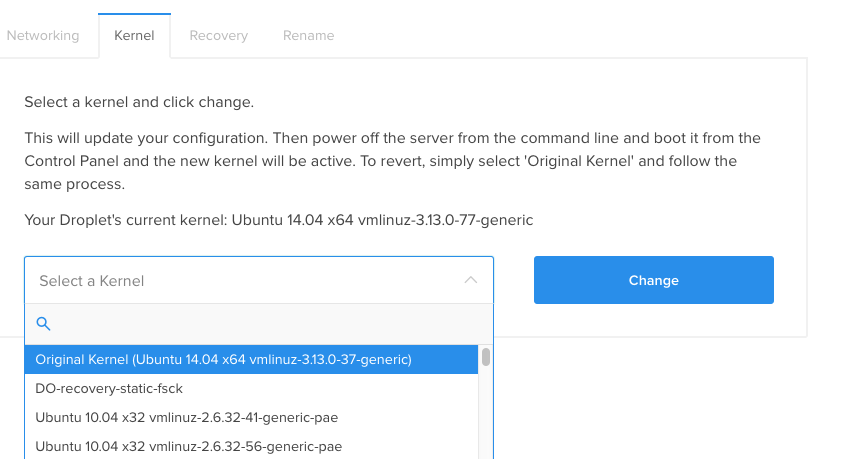 Networking Kernel Recovery Rename
Select a kernel and click change.
This will update your configuration. Then power off the server from the command line and boot it from the
Control Panel and the new kernel will be active. To revert, simply select 'Original Kernel' and follow the
same process.
Your Droplet's current kernel: Ubuntu 14.04 x64 vmlinuz-3.13.0-77-generic
Select a Kernel
Change
Original Kernel (Ubuntu 14.04 x64 vmlinuz-3.13.0-37-generic)
DO-recovery-static-fsck
Ubuntu 10.04 x32 vmlinuz-2.6.32-41-generic-pae
Ubuntu 10.04 x32 vmlinuz-2.6.32-56-generic-pae